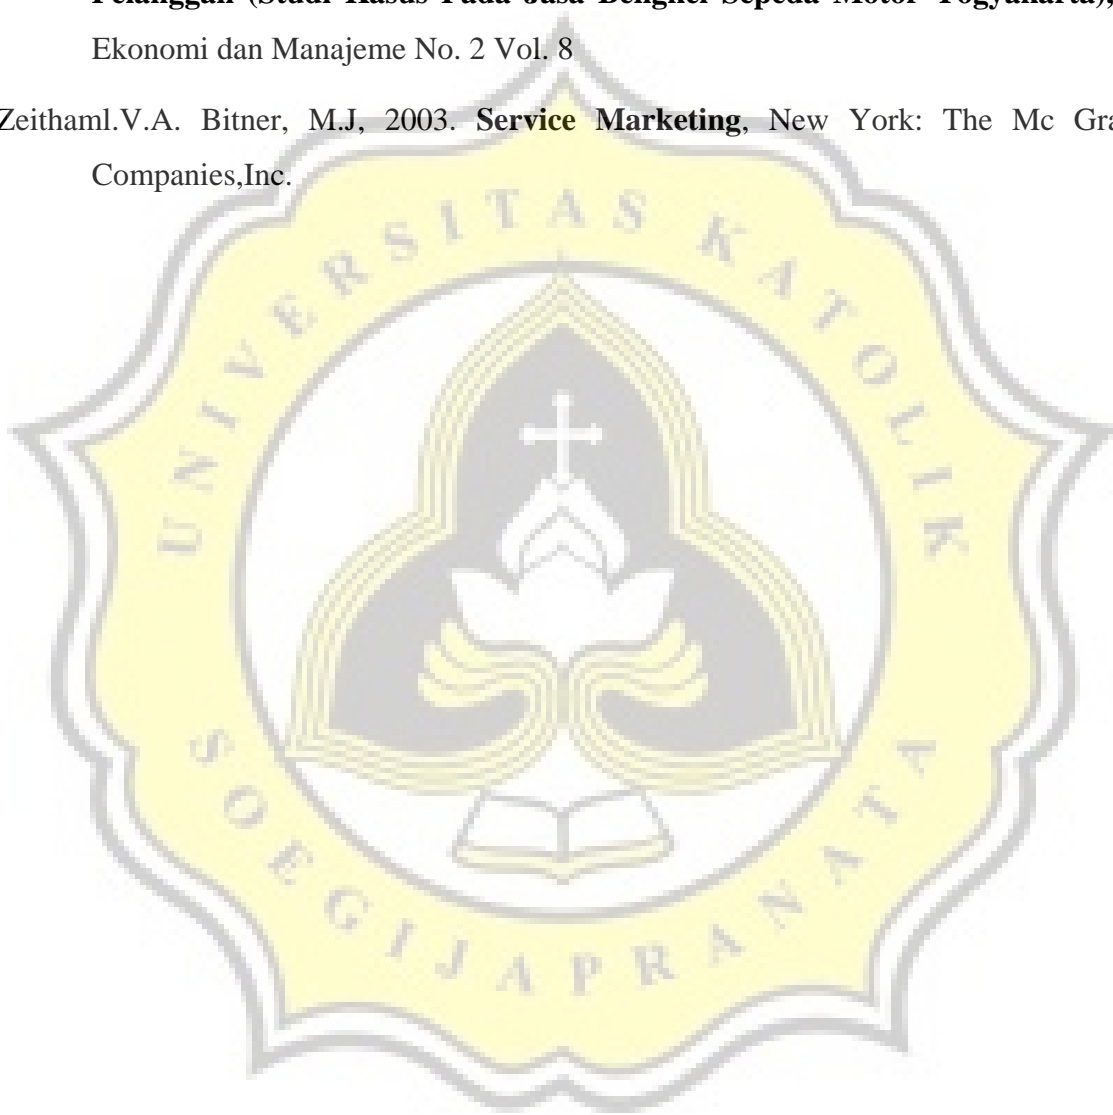 Pelanggan (Studi Kasus Pada Jasa Bengkel Sepeda Motor Yogyakarta),
Ekonomi dan Manajeme No. 2 Vol. 8
Zeithaml.V.A. Bitner, M.J, 2003. Service Marketing, New York: The Mc
Companies,Inc.
UNIVERSITAS KATOLIK
SOEGIJAPRANATA